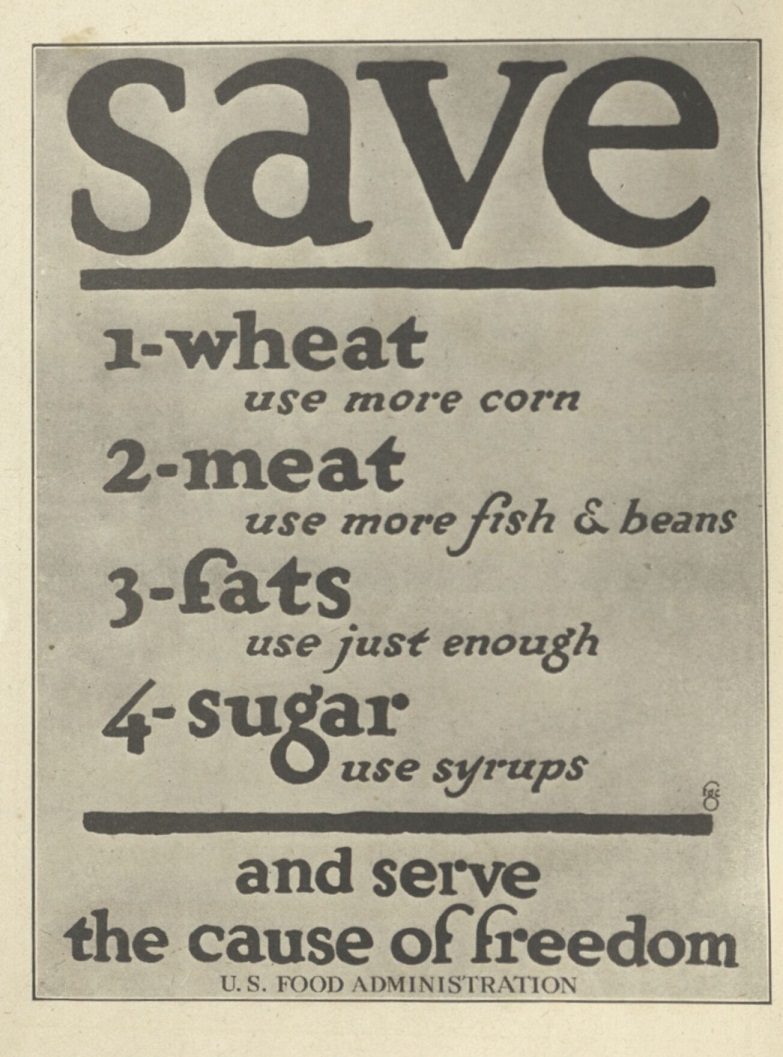 save
1-wheat
use more corn
2-meat
use more fish & beans
3-fats
use just enough
4-sugar
use syrups
fgc
and serve
the cause of freedom
U. S. FOOD ADMINISTRATION